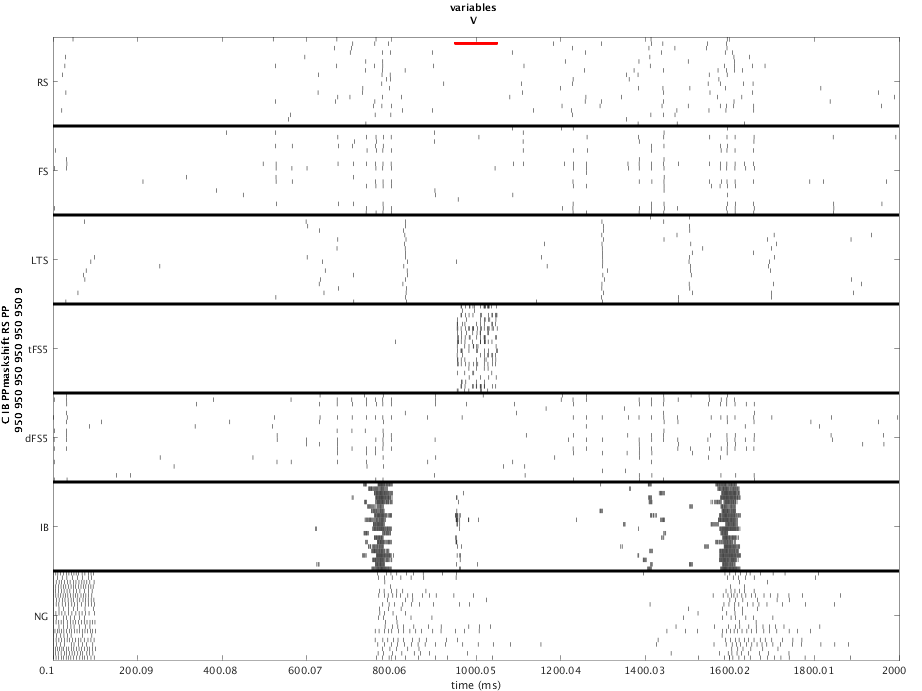 variables
V
RS
FS
LTS
tFS5
dFS5
IB
NG
C IB PPmaskshift RS PP
950 950 950 950 950 950 9
0.1 200.09 400.08 600.07 800.06 1000.05 1200.04 1400.03 1600.02 1800.01 2000
time (ms)